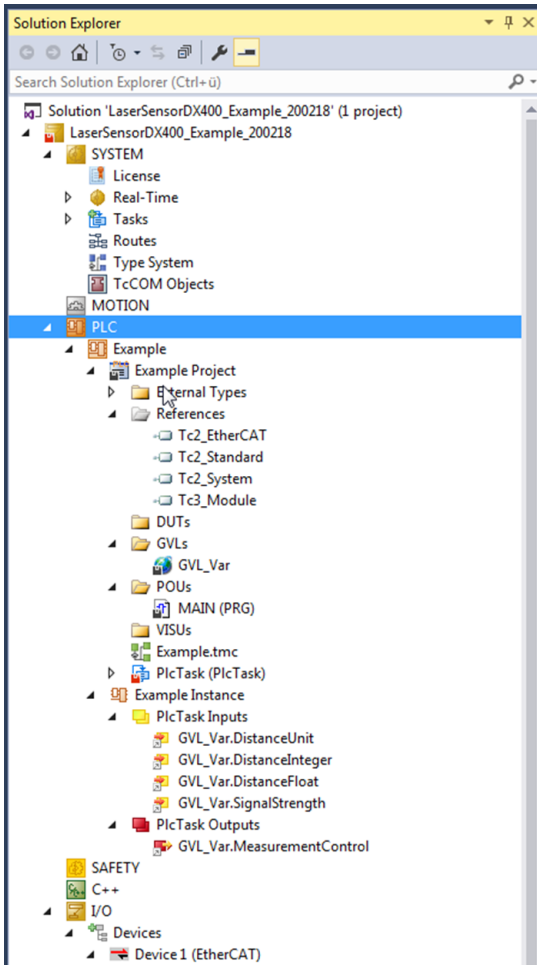 Solution Explorer
Search Solution Explorer (Ctrl+ü)
Solution 'LaserSensorDX400_Example_200218' (1 project)
LaserSensorDX400_Example_200218
SYSTEM
License
Real-Time
Tasks
Routes
Type System
TcCOM Objects
MOTION
PLC
Example
Example Project
External Types
References
Tc2_EtherCAT
Tc2_Standard
Tc2_System
Tc3_Module
DUTs
GVLs
GVL_Var
POUs
MAIN (PRG)
VISUs
Example.tmc
PlcTask (PlcTask)
Example Instance
PlcTask Inputs
GVL_Var.DistanceUnit
GVL_Var.DistanceInteger
GVL_Var.DistanceFloat
GVL_Var.SignalStrength
PlcTask Outputs
GVL_Var.MeasurementControl
SAFETY
C++
I/O
Devices
Device 1 (EtherCAT)